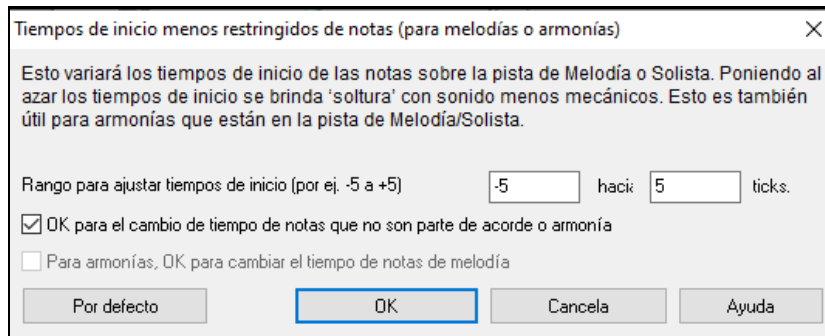 Tiempos de inicio menos restringidos de notas (para melodías o armonías)
Esto variará los tiempos de inicio de las notas sobre la pista de Melodía o Solista. Poniendo al
azar los tiempos de inicio se brinda ‘soltura’ con sonido menos mecánicos. Esto es también
útil para armonías que están en la pista de Melodía/Solista.
Rango para ajustar tiempos de inicio (por ej. -5 a +5) -5 hacia 5 ticks.
OK para el cambio de tiempo de notas que no son parte de acorde o armonía
Para armonías, OK para cambiar el tiempo de notas de melodía
Por defecto OK Cancela Ayuda